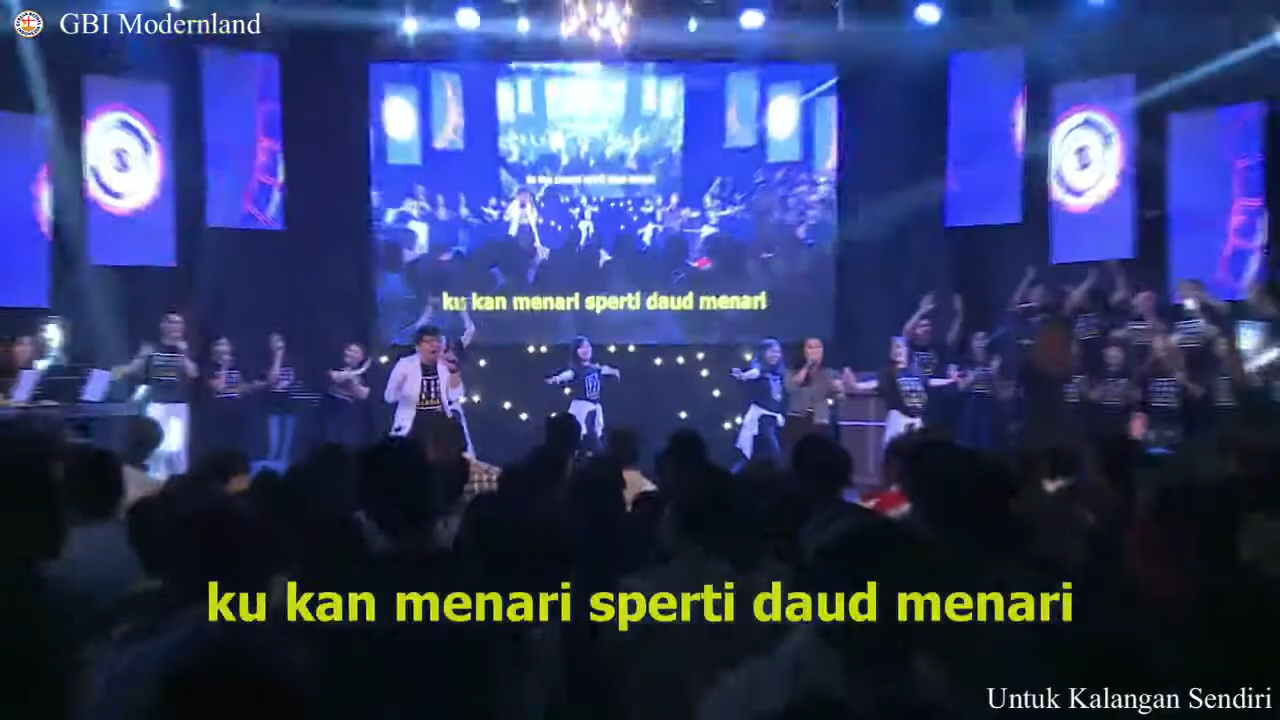 GBI Modernland
ku kan menari sperti daud menari
ku kan menari sperti daud menari
Untuk Kalangan Sendiri